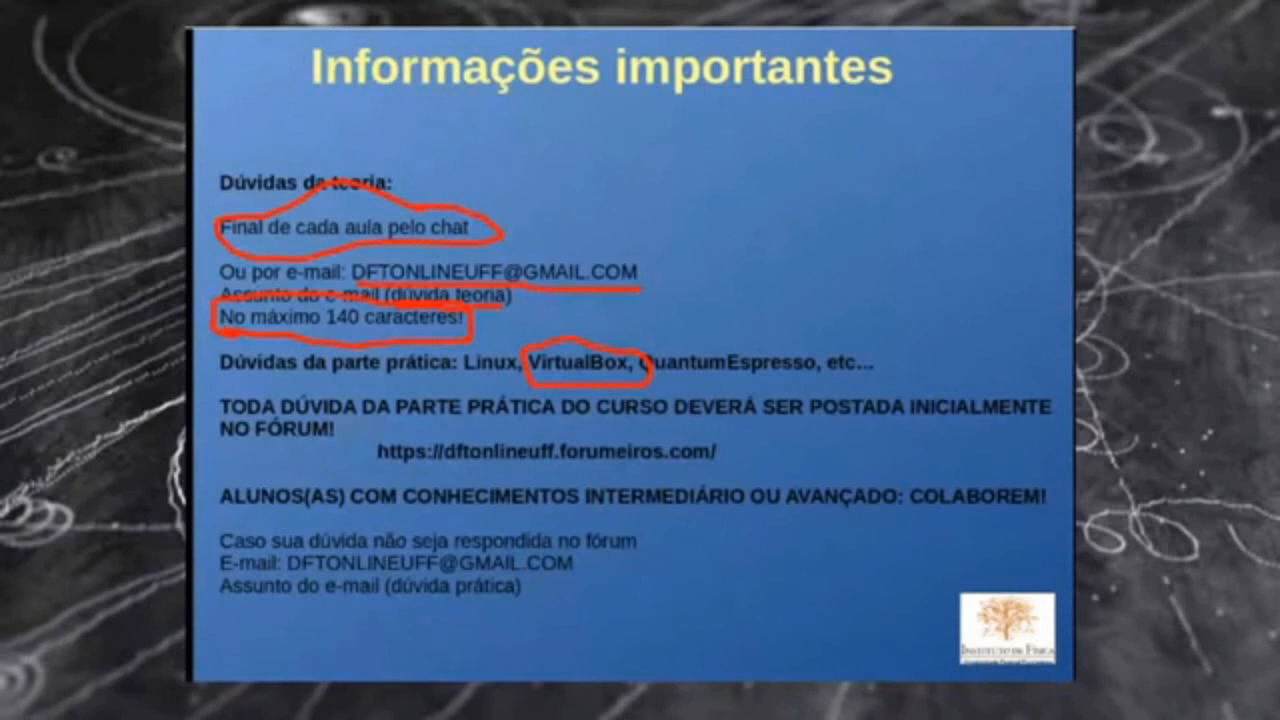 Informações importantes
Dúvidas da teoria:
Final de cada aula pelo chat
Ou por e-mail: DFTONLINEUFF@GMAIL.COM
Assunto do e-mail (dúvida teoria)
No máximo 140 caracteres!
Dúvidas da parte prática: Linux, VirtualBox, QuantumEspresso, etc...
TODA DÚVIDA DA PARTE PRÁTICA DO CURSO DEVERÁ SER POSTADA INICIALMENTE
NO FÓRUM!
https://dftonlineuff.forumeiros.com/
ALUNOS(AS) COM CONHECIMENTOS INTERMEDIÁRIO OU AVANÇADO: COLABOREM!
Caso sua dúvida não seja respondida no fórum
E-mail: DFTONLINEUFF@GMAIL.COM
Assunto do e-mail (dúvida prática)
INSTITUTO DE FÍSICA